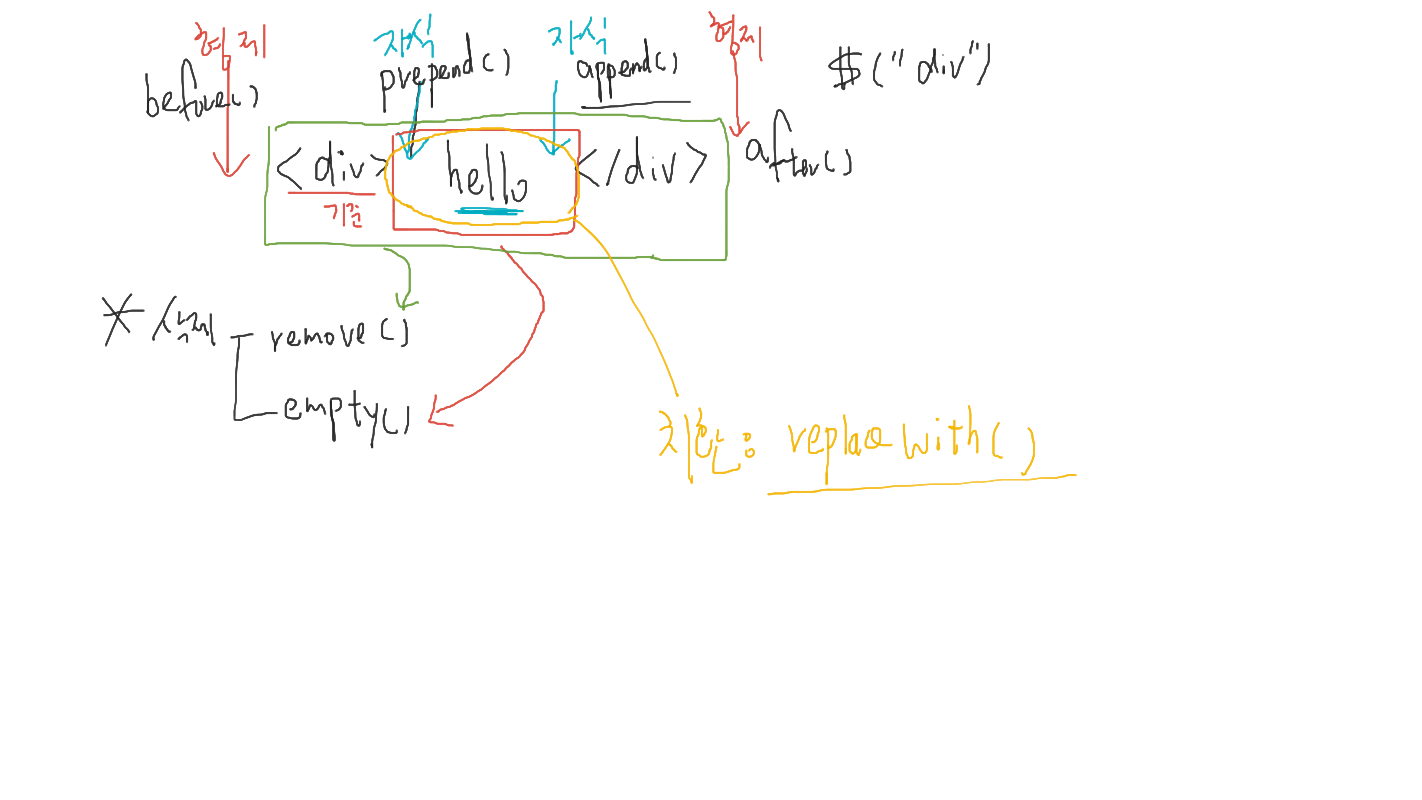 형제 자식 자식 형제
before() prepend() append() $("div")
<div> hello </div> after()
기준
* 삭제 remove()
empty()
치환: replaceWith()